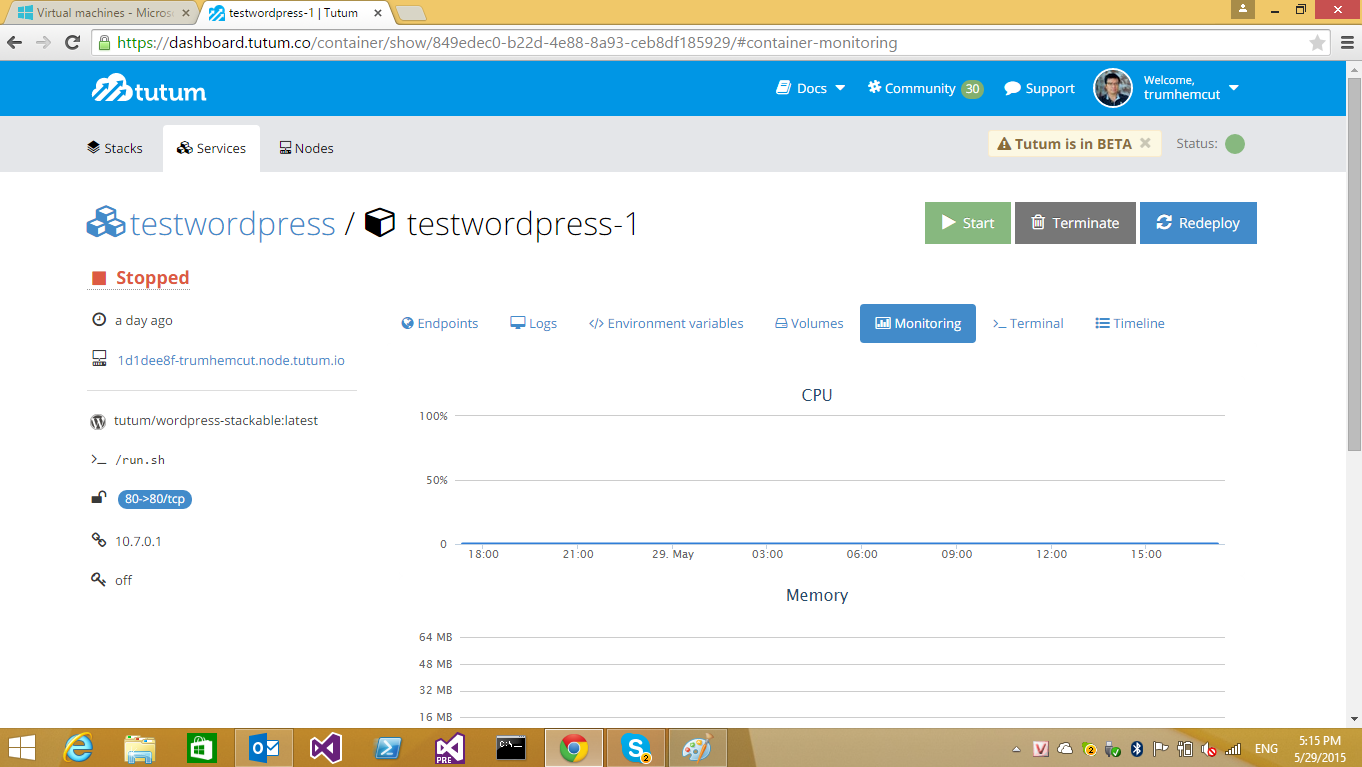 Virtual machines - Micros
testwordpress-1 | Tutum
https://dashboard.tutum.co/container/show/849edec0-b22d-4e88-8a93-ceb8df185929/#container-monitoring
tutum
Docs
Community 30
Support
Welcome,
trumhemcut
Stacks
Services
Nodes
Tutum is in BETA
Status:
testwordpress / testwordpress-1
Start
Terminate
Redeploy
Stopped
a day ago
1d1dee8f-trumhemcut.node.tutum.io
tutum/wordpress-stackable:latest
/run.sh
80->80/tcp
10.7.0.1
off
Endpoints
Logs
Environment variables
Volumes
Monitoring
Terminal
Timeline
CPU
100%
50%
0
18:00 21:00 29. May 03:00 06:00 09:00 12:00 15:00
Memory
64 MB
48 MB
32 MB
16 MB
PRE
2
2
ENG
5:15 PM
5/29/2015